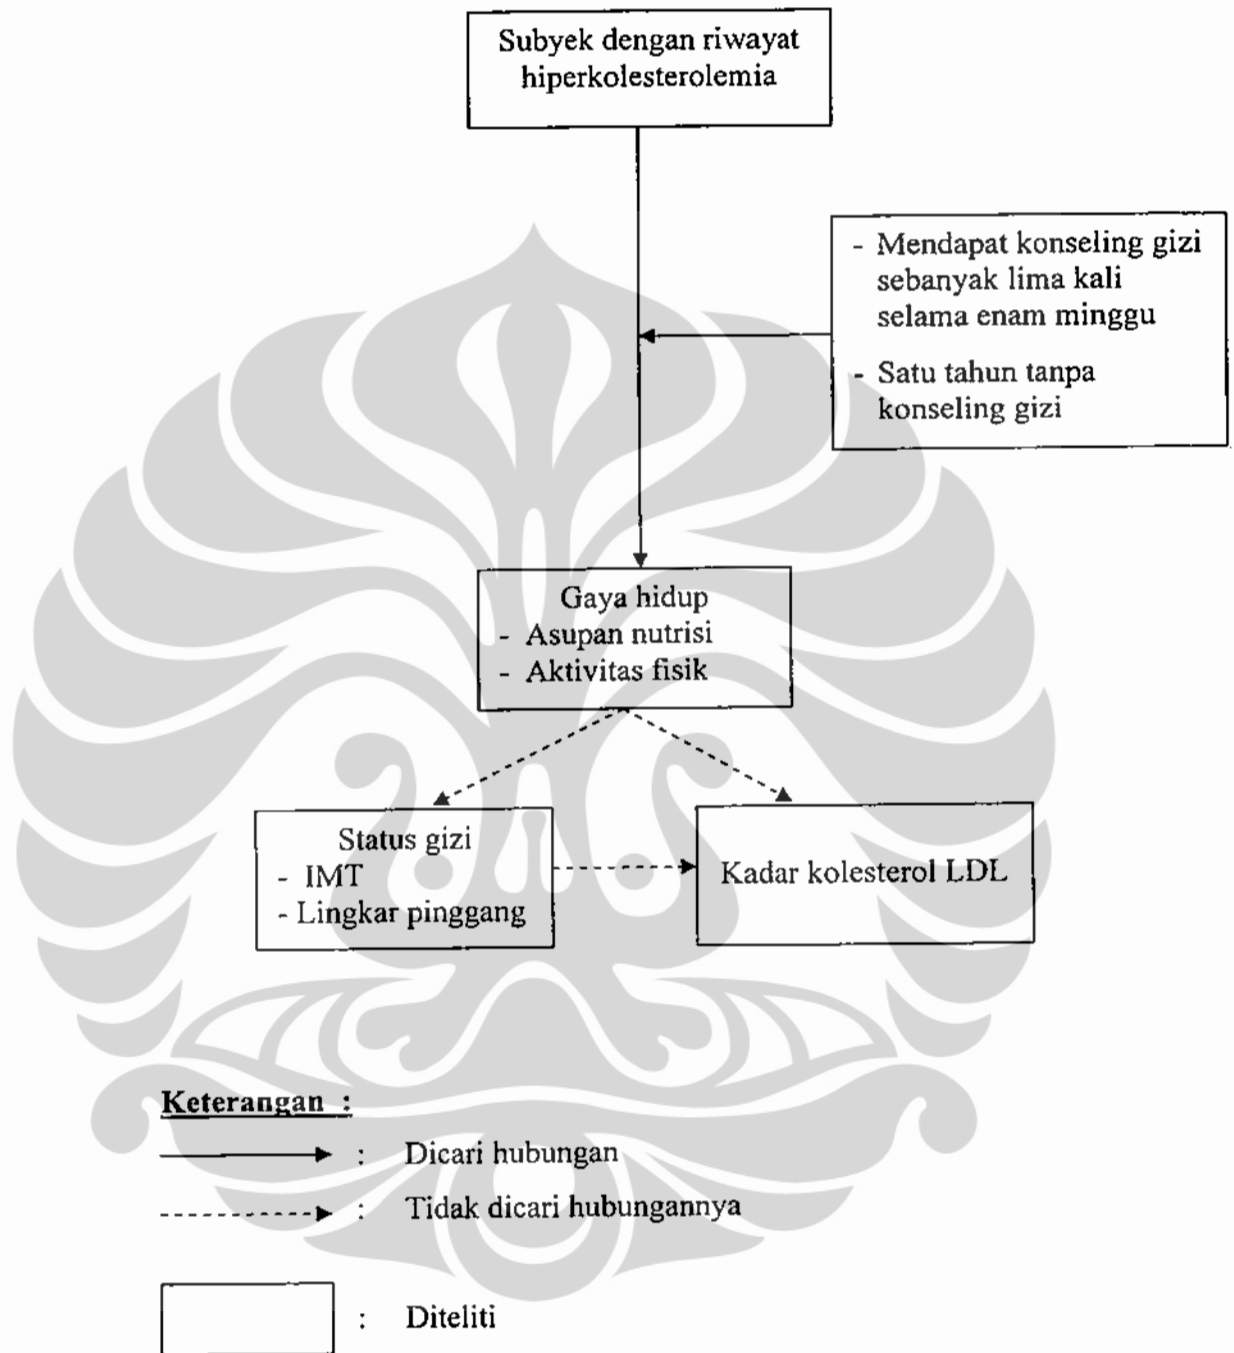 Subyek dengan riwayat
hiperkolesterolemia
- Mendapat konseling gizi
sebanyak lima kali
selama enam minggu
- Satu tahun tanpa
konseling gizi
Gaya hidup
- Asupan nutrisi
- Aktivitas fisik
Status gizi
- IMT
- Lingkar pinggang
Kadar kolesterol LDL
Keterangan :
: Dicari hubungan
: Tidak dicari hubungannya
: Diteliti